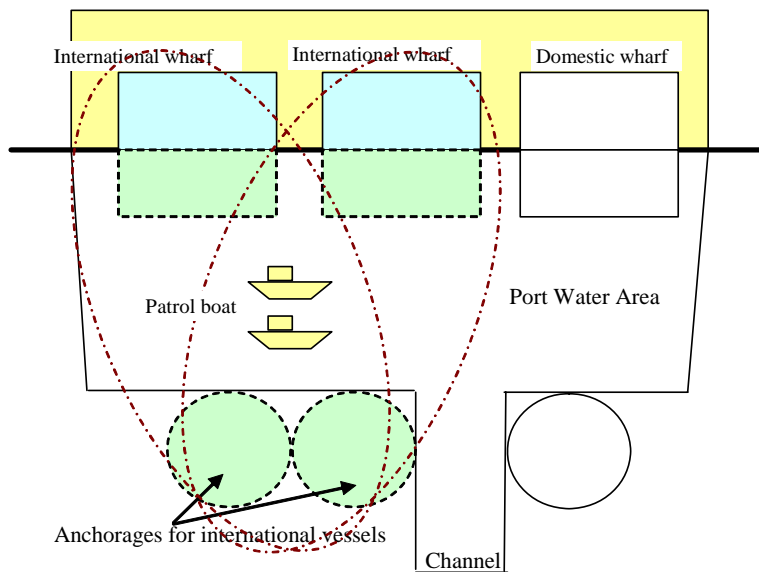 International wharf
International wharf
Domestic wharf
Patrol boat
Port Water Area
Anchorages for international vessels
Channel